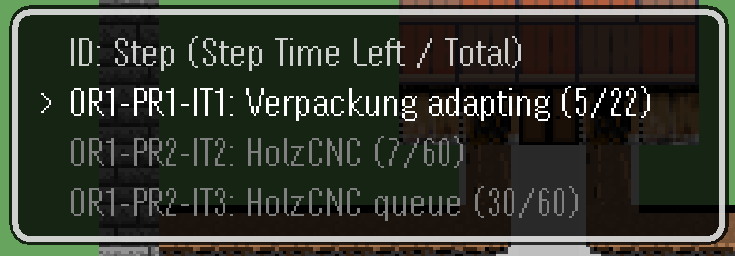 ID: Step (Step Time Left / Total)
> OR1-PR1-IT1: Verpackung adapting (5/22)
OR1-PR2-IT2: HolzCNC (7/60)
OR1-PR2-IT3: HolzCNC queue (30/60)